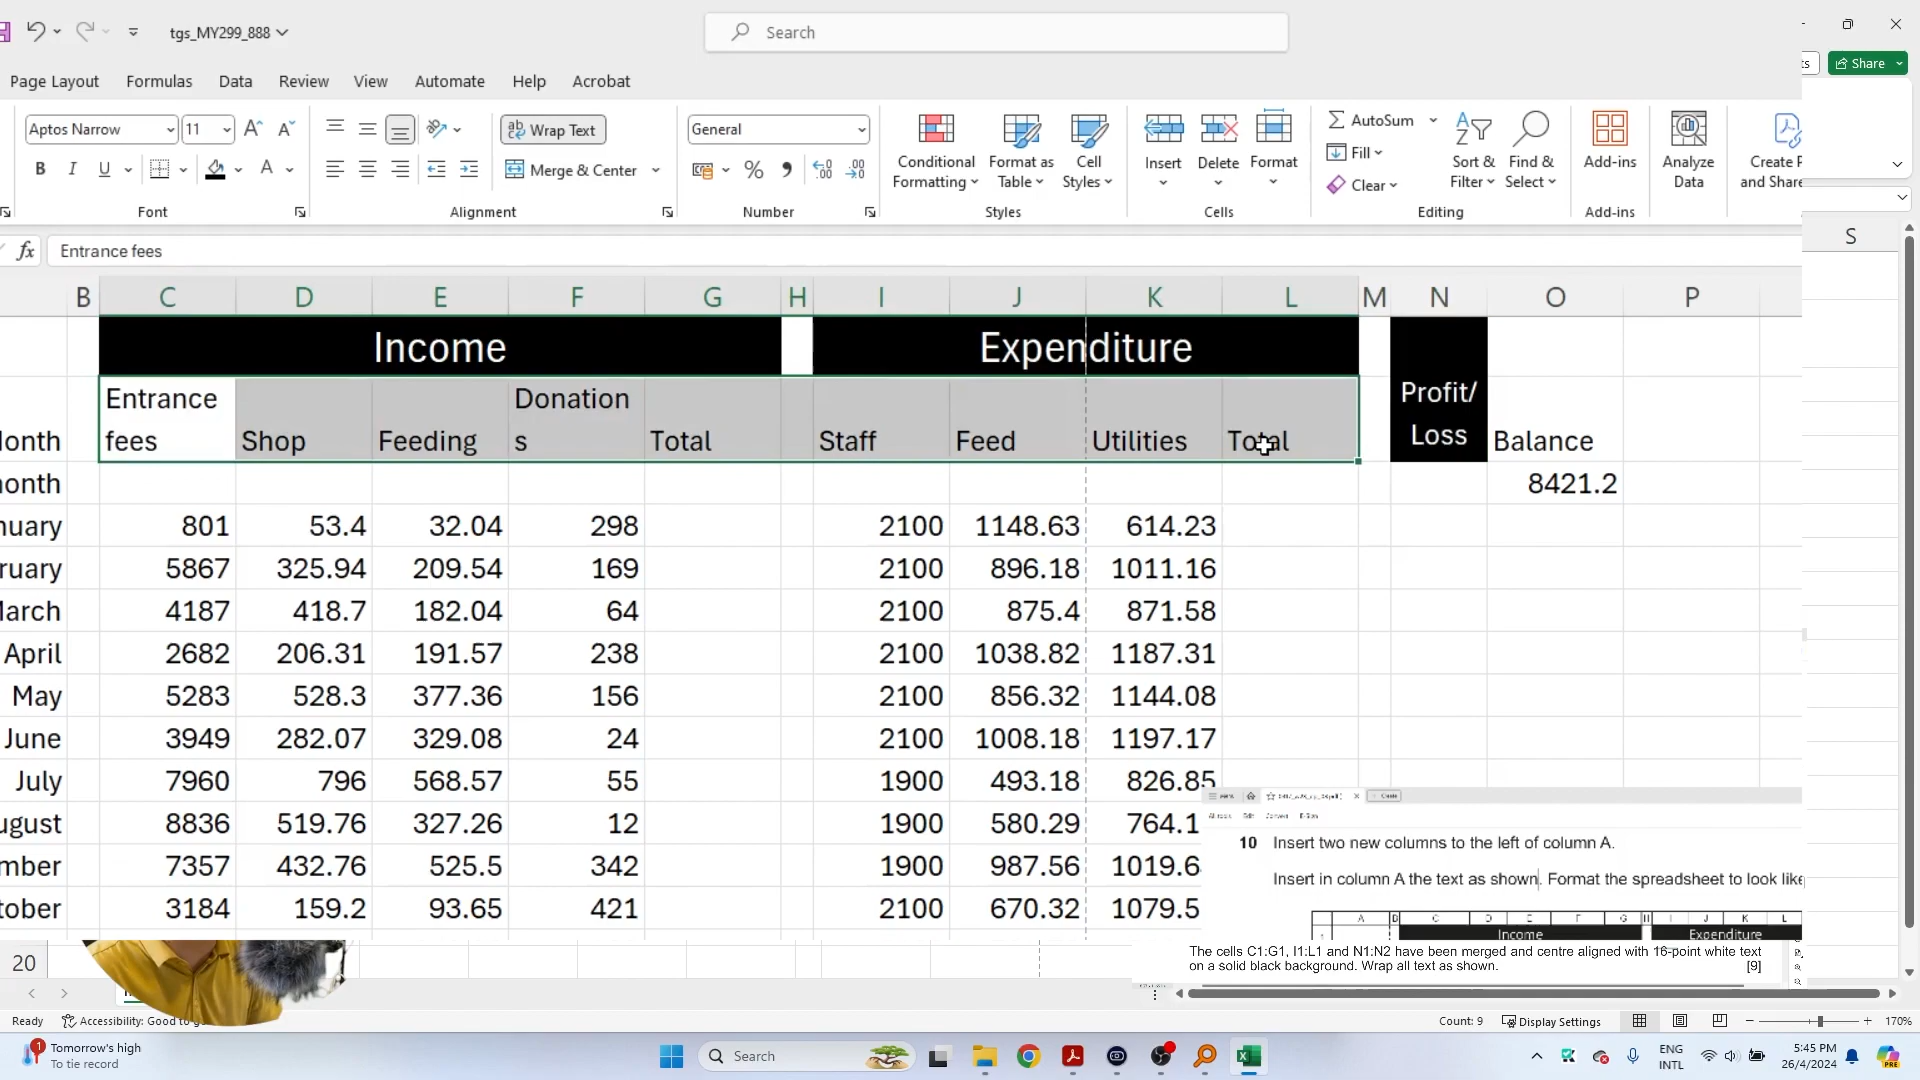 tgs_MY299_888
Search
ts
Share
Page Layout Formulas Data Review View Automate Help Acrobat
Aptos Narrow 11
Wrap Text
General
Conditional Formatting
Format as Table
Cell Styles
Insert Delete Format
AutoSum
Fill
Clear
Sort & Filter
Find & Select
Add-ins
Analyze Data
Create P
and Share
B I U
Merge & Center
Font Alignment Number Styles Cells Editing Add-ins
fx Entrance fees
B C D E F G H I J K L M N O P S
Income Expenditure
Profit/
Loss
onth Entrance fees Shop Feeding Donation s Total Staff Feed Utilities Total Balance
onth 8421.2
nuary 801 53.4 32.04 298 2100 1148.63 614.23
ruary 5867 325.94 209.54 169 2100 896.18 1011.16
arch 4187 418.7 182.04 64 2100 875.4 871.58
April 2682 206.31 191.57 238 2100 1038.82 1187.31
May 5283 528.3 377.36 156 2100 856.32 1144.08
June 3949 282.07 329.08 24 2100 1008.18 1197.17
July 7960 796 568.57 55 1900 493.18 826.85
ugust 8836 519.76 327.26 12 1900 580.29 764.1
mber 7357 432.76 525.5 342 1900 987.56 1019.6
tober 3184 159.2 93.65 421 2100 670.32 1079.5
20
10 Insert two new columns to the left of column A.
Insert in column A the text as shown. Format the spreadsheet to look like
A B C D E F G H I J K L
1 Income Expenditure
The cells C1:G1, I1:L1 and N1:N2 have been merged and centre aligned with 16-point white text
on a solid black background. Wrap all text as shown. [9]
Ready Accessibility: Good to g
Count: 9 Display Settings 170%
1
Tomorrow's high
To tie record
Search
ENG
INTL
5:45 PM
26/4/2024
PRE